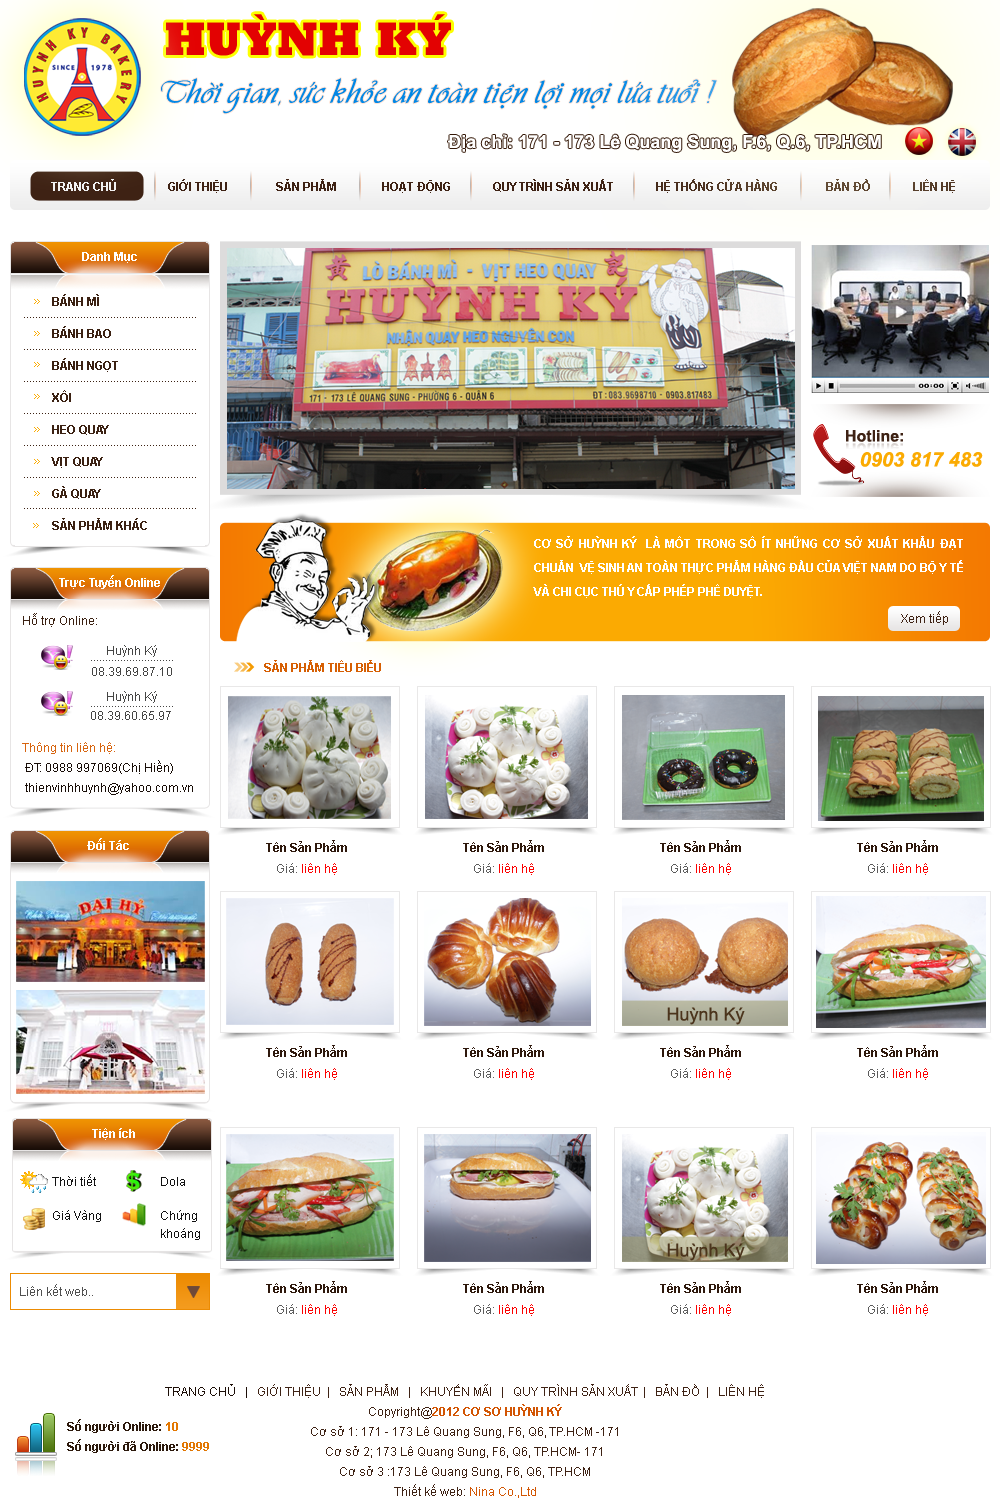 HUYNH KY BAKERY
SINCE 1978
HUỲNH KÝ
Thời gian, sức khỏe an toàn tiện lợi mọi lứa tuổi !
Địa chỉ: 171 - 173 Lê Quang Sung, F.6, Q.6, TP.HCM
TRANG CHỦ GIỚI THIỆU SẢN PHẨM HOẠT ĐỘNG QUY TRÌNH SẢN XUẤT HỆ THỐNG CỬA HÀNG BẢN ĐỒ LIÊN HỆ
Danh Mục
BÁNH MÌ
BÁNH BAO
BÁNH NGỌT
XÔI
HEO QUAY
VỊT QUAY
GÀ QUAY
SẢN PHẨM KHÁC
黃 LÒ BÁNH MÌ - VỊT HEO QUAY 記
HUỲNH KÝ
NHẬN QUAY HEO NGUYÊN CON
171 - 173 LÊ QUANG SUNG - PHƯỜNG 6 - QUẬN 6 ĐT: 083.9698710 - 0903.817483
00:00
Hotline:
0903 817 483
CƠ SỞ HUỲNH KÝ LÀ MỘT TRONG SỐ ÍT NHỮNG CƠ SỞ XUẤT KHẨU ĐẠT
CHUẨN VỆ SINH AN TOÀN THỰC PHẨM HÀNG ĐẦU CỦA VIỆT NAM DO BỘ Y TẾ
VÀ CHI CỤC THÚ Y CẤP PHÉP PHÊ DUYỆT.
Xem tiếp
Trực Tuyến Online
Hỗ trợ Online:
Huỳnh Ký
08.39.69.87.10
Huỳnh Ký
08.39.60.65.97
Thông tin liên hệ:
ĐT: 0988 997069(Chị Hiền)
thienvinhhuynh@yahoo.com.vn
Đối Tác
ĐẠI HỶ
Tiện ích
Thời tiết Dola
Giá Vàng Chứng
khoáng
Liên kết web..
SẢN PHẨM TIÊU BIỂU
Tên Sản Phẩm Tên Sản Phẩm Tên Sản Phẩm Tên Sản Phẩm
Giá: liên hệ Giá: liên hệ Giá: liên hệ Giá: liên hệ
Huỳnh Ký
Tên Sản Phẩm Tên Sản Phẩm Tên Sản Phẩm Tên Sản Phẩm
Giá: liên hệ Giá: liên hệ Giá: liên hệ Giá: liên hệ
Huỳnh Ký
Tên Sản Phẩm Tên Sản Phẩm Tên Sản Phẩm Tên Sản Phẩm
Giá: liên hệ Giá: liên hệ Giá: liên hệ Giá: liên hệ
TRANG CHỦ | GIỚI THIỆU | SẢN PHẨM | KHUYẾN MÃI | QUY TRÌNH SẢN XUẤT | BẢN ĐỒ | LIÊN HỆ
Copyright@2012 CƠ SƠ HUỲNH KÝ
Cơ sở 1: 171 - 173 Lê Quang Sung, F6, Q6, TP.HCM -171
Cơ sở 2; 173 Lê Quang Sung, F6, Q6, TP.HCM- 171
Cơ sở 3 :173 Lê Quang Sung, F6, Q6, TP.HCM
Thiết kế web: Nina Co.,Ltd
Số người Online: 10
Số người đã Online: 9999